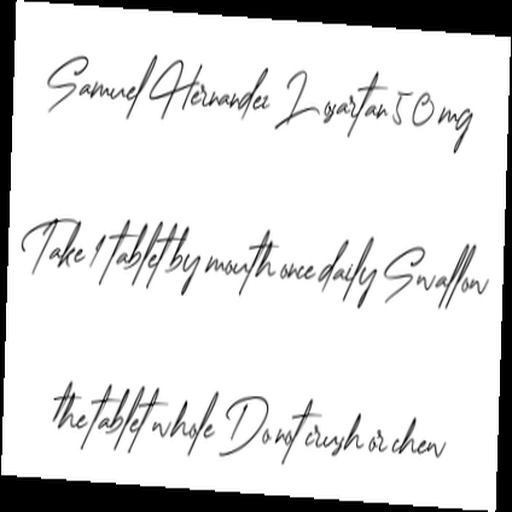 Samuel Hernandez Losartan 50 mg
Take 1 tablet by mouth once daily Swallow
the tablet whole Do not crush or chew